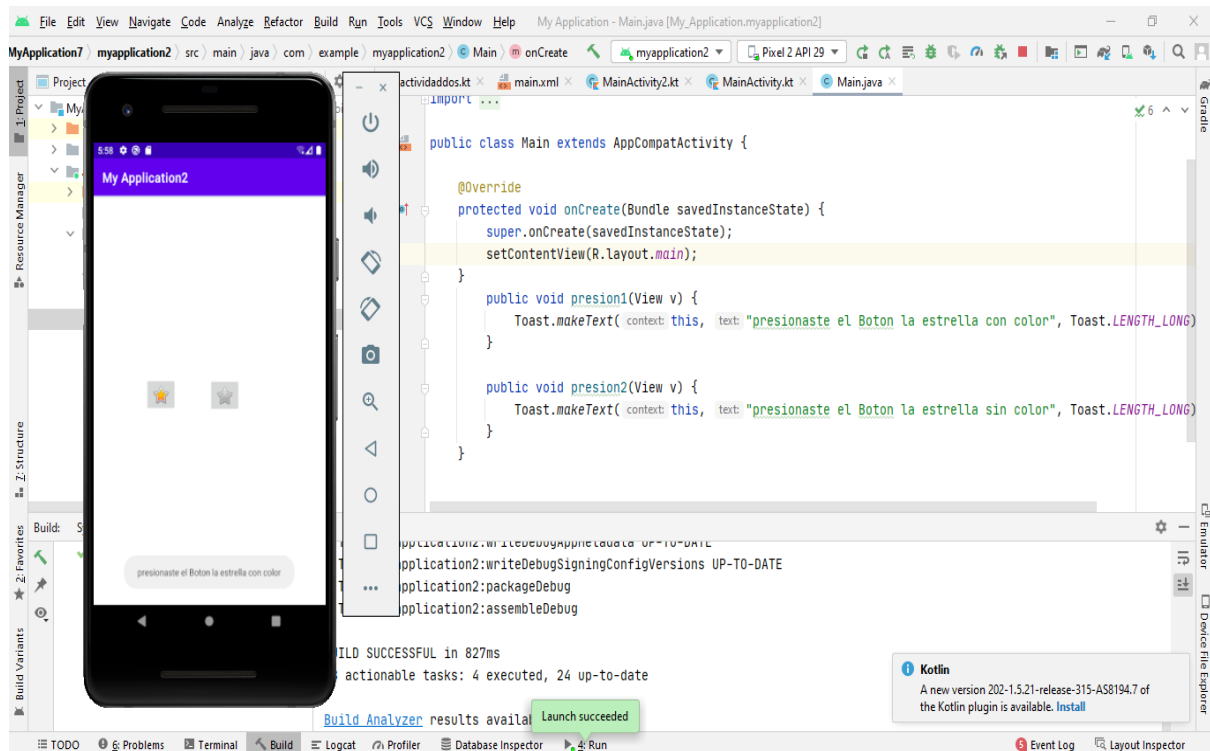 File Edit View Navigate Code Analyze Refactor Build Run Tools VCS Window Help My Application - Main.java [My_Application.myapplication2]
MyApplication7 myapplication2 src main java com example myapplication2 Main onCreate myapplication2 Pixel 2 API 29
Project
actividaddos.kt main.xml MainActivity2.kt MainActivity.kt Main.java
1: Project
Resource Manager
Z: Structure
2: Favorites
Build Variants
5:58
My Application2
presionaste el Boton la estrella con color
import ...
6
public class Main extends AppCompatActivity {
@Override
protected void onCreate(Bundle savedInstanceState) {
super.onCreate(savedInstanceState);
setContentView(R.layout.main);
}
public void presion1(View v) {
Toast.makeText( context: this, text: "presionaste el Boton la estrella con color", Toast.LENGTH_LONG)
}
public void presion2(View v) {
Toast.makeText( context: this, text: "presionaste el Boton la estrella sin color", Toast.LENGTH_LONG)
}
}
Gradle
Emulator
Device File Explorer
Build:
pplication2:writeDebugAppMetadata UP-TO-DATE
pplication2:writeDebugSigningConfigVersions UP-TO-DATE
pplication2:packageDebug
pplication2:assembleDebug
ILD SUCCESSFUL in 827ms
actionable tasks: 4 executed, 24 up-to-date
Build Analyzer results availa
Launch succeeded
Kotlin
A new version 202-1.5.21-release-315-AS8194.7 of
the Kotlin plugin is available. Install
TODO 6: Problems Terminal Build Logcat Profiler Database Inspector 4: Run 5 Event Log Layout Inspector